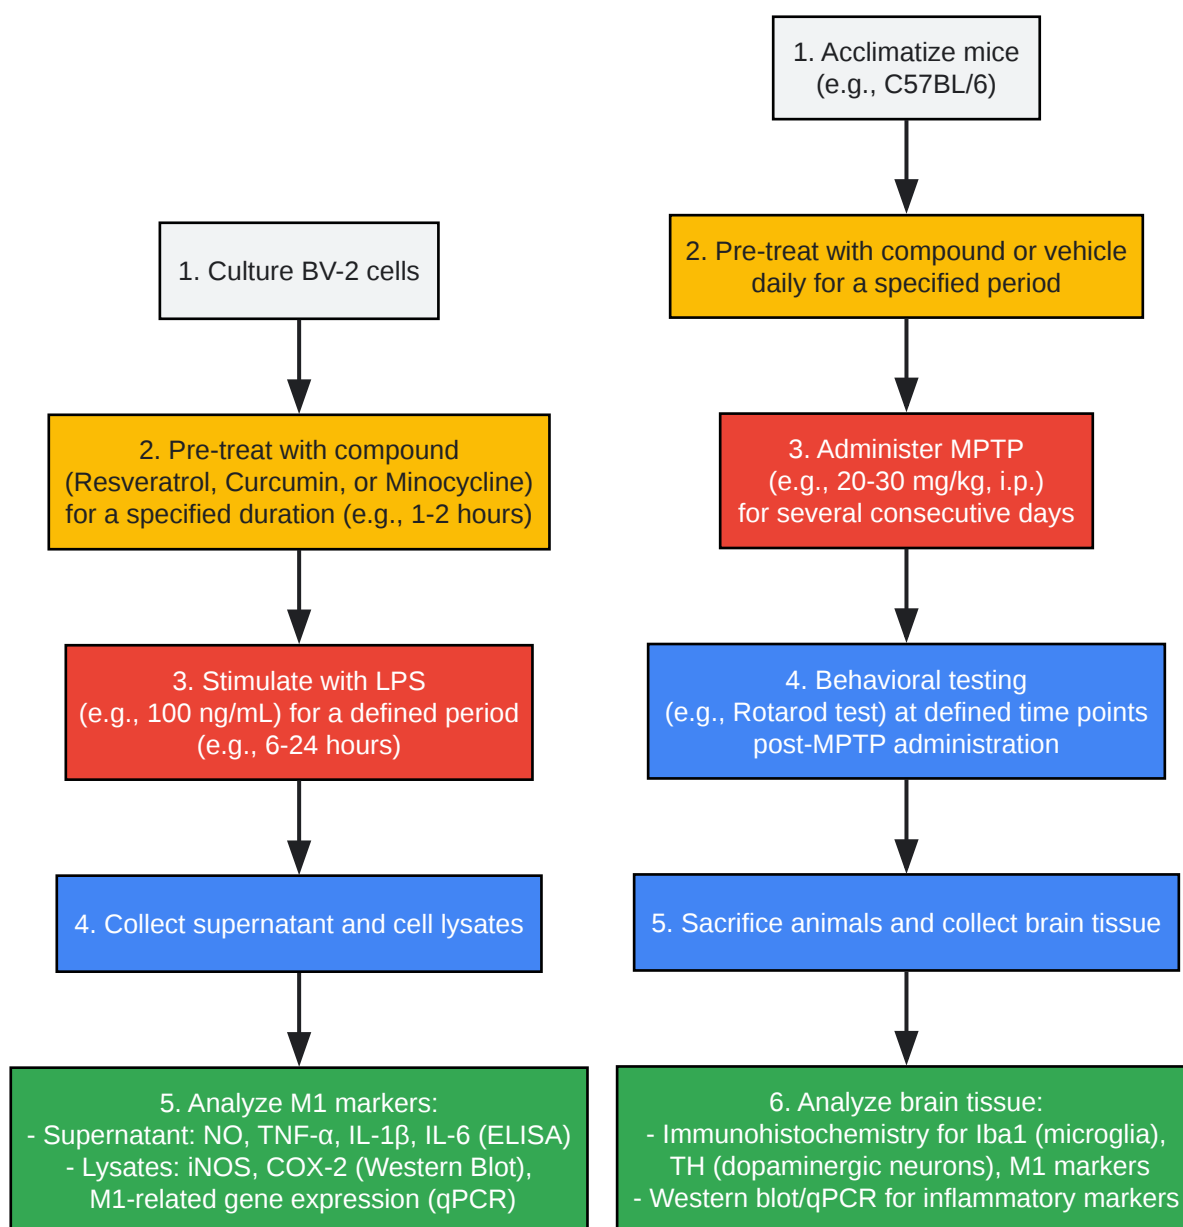 1. Culture BV-2 cells
2. Pre-treat with compound
(Resveratrol, Curcumin, or Minocycline)
for a specified duration (e.g., 1-2 hours)
3. Stimulate with LPS
(e.g., 100 ng/mL) for a defined period
(e.g., 6-24 hours)
4. Collect supernatant and cell lysates
5. Analyze M1 markers:
- Supernatant: NO, TNF-α, IL-1β, IL-6 (ELISA)
- Lysates: iNOS, COX-2 (Western Blot),
M1-related gene expression (qPCR)
1. Acclimatize mice
(e.g., C57BL/6)
2. Pre-treat with compound or vehicle
daily for a specified period
3. Administer MPTP
(e.g., 20-30 mg/kg, i.p.)
for several consecutive days
4. Behavioral testing
(e.g., Rotarod test) at defined time points
post-MPTP administration
5. Sacrifice animals and collect brain tissue
6. Analyze brain tissue:
- Immunohistochemistry for Iba1 (microglia),
TH (dopaminergic neurons), M1 markers
- Western blot/qPCR for inflammatory markers